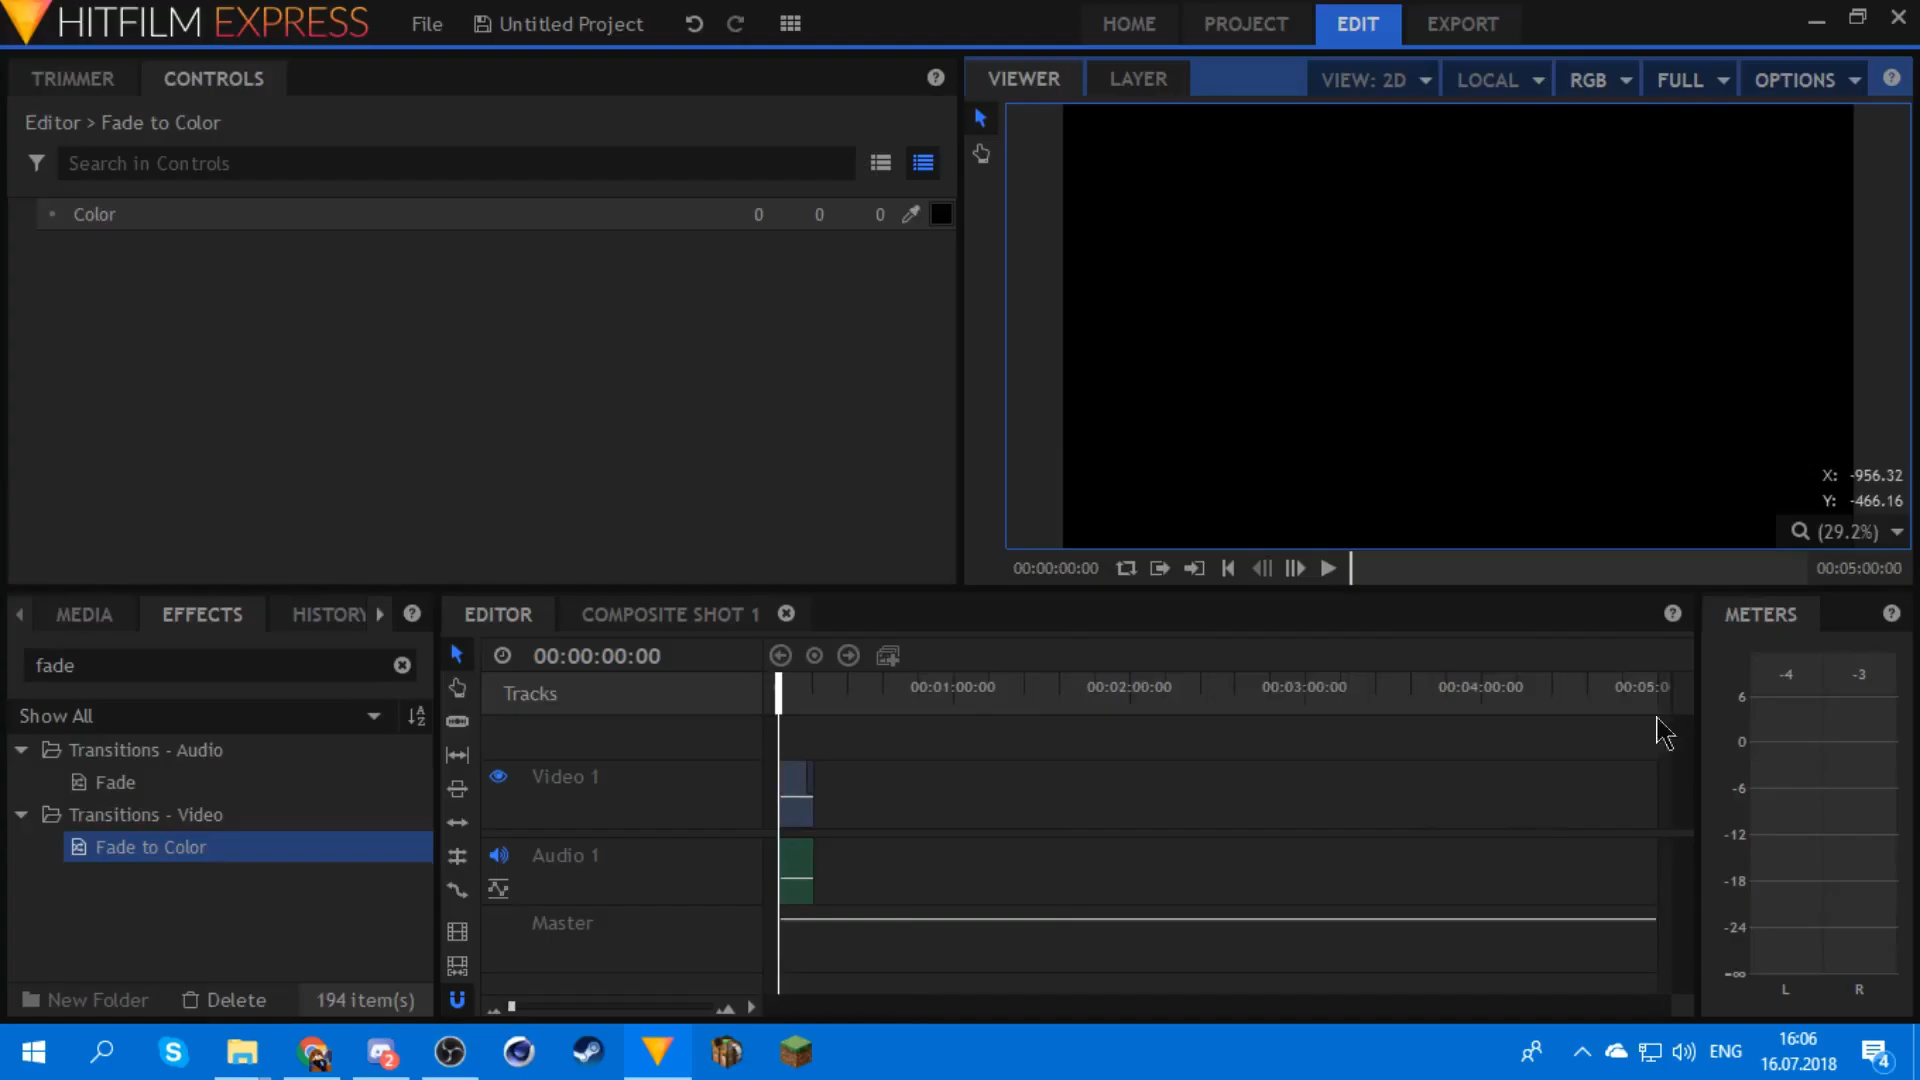 HITFILM EXPRESS File Untitled Project HOME PROJECT EDIT EXPORT
TRIMMER CONTROLS
Editor > Fade to Color
Search in Controls
Color 0 0 0
VIEWER LAYER VIEW: 2D LOCAL RGB FULL OPTIONS
X: -956.32
Y: -466.16
(29.2%)
00:00:00:00 00:05:00:00
MEDIA EFFECTS HISTORY
fade
Show All
Transitions - Audio
Fade
Transitions - Video
Fade to Color
New Folder Delete 194 item(s)
EDITOR COMPOSITE SHOT 1
00:00:00:00
Tracks 00:01:00:00 00:02:00:00 00:03:00:00 00:04:00:00 00:05:0
Video 1
Audio 1
Master
METERS
-4 -3
6
0
-6
-12
-18
-24
-∞
L R
2
ENG
16:06
16.07.2018
4